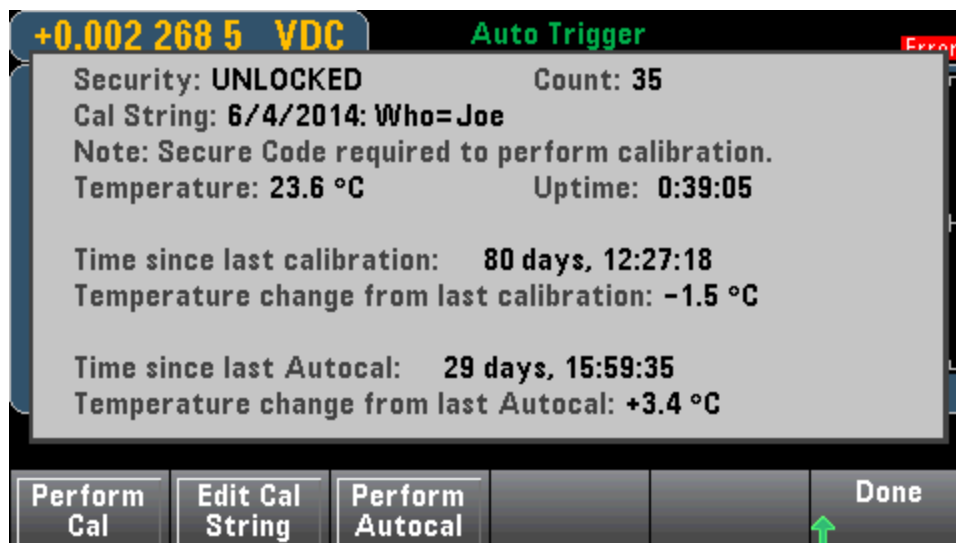 +0.002 268 5 VDC Auto Trigger Error
Security: UNLOCKED Count: 35
Cal String: 6/4/2014: Who=Joe
Note: Secure Code required to perform calibration.
Temperature: 23.6 °C Uptime: 0:39:05
Time since last calibration: 80 days, 12:27:18
Temperature change from last calibration: -1.5 °C
Time since last Autocal: 29 days, 15:59:35
Temperature change from last Autocal: +3.4 °C
Perform Edit Cal Perform Done
Cal String Autocal